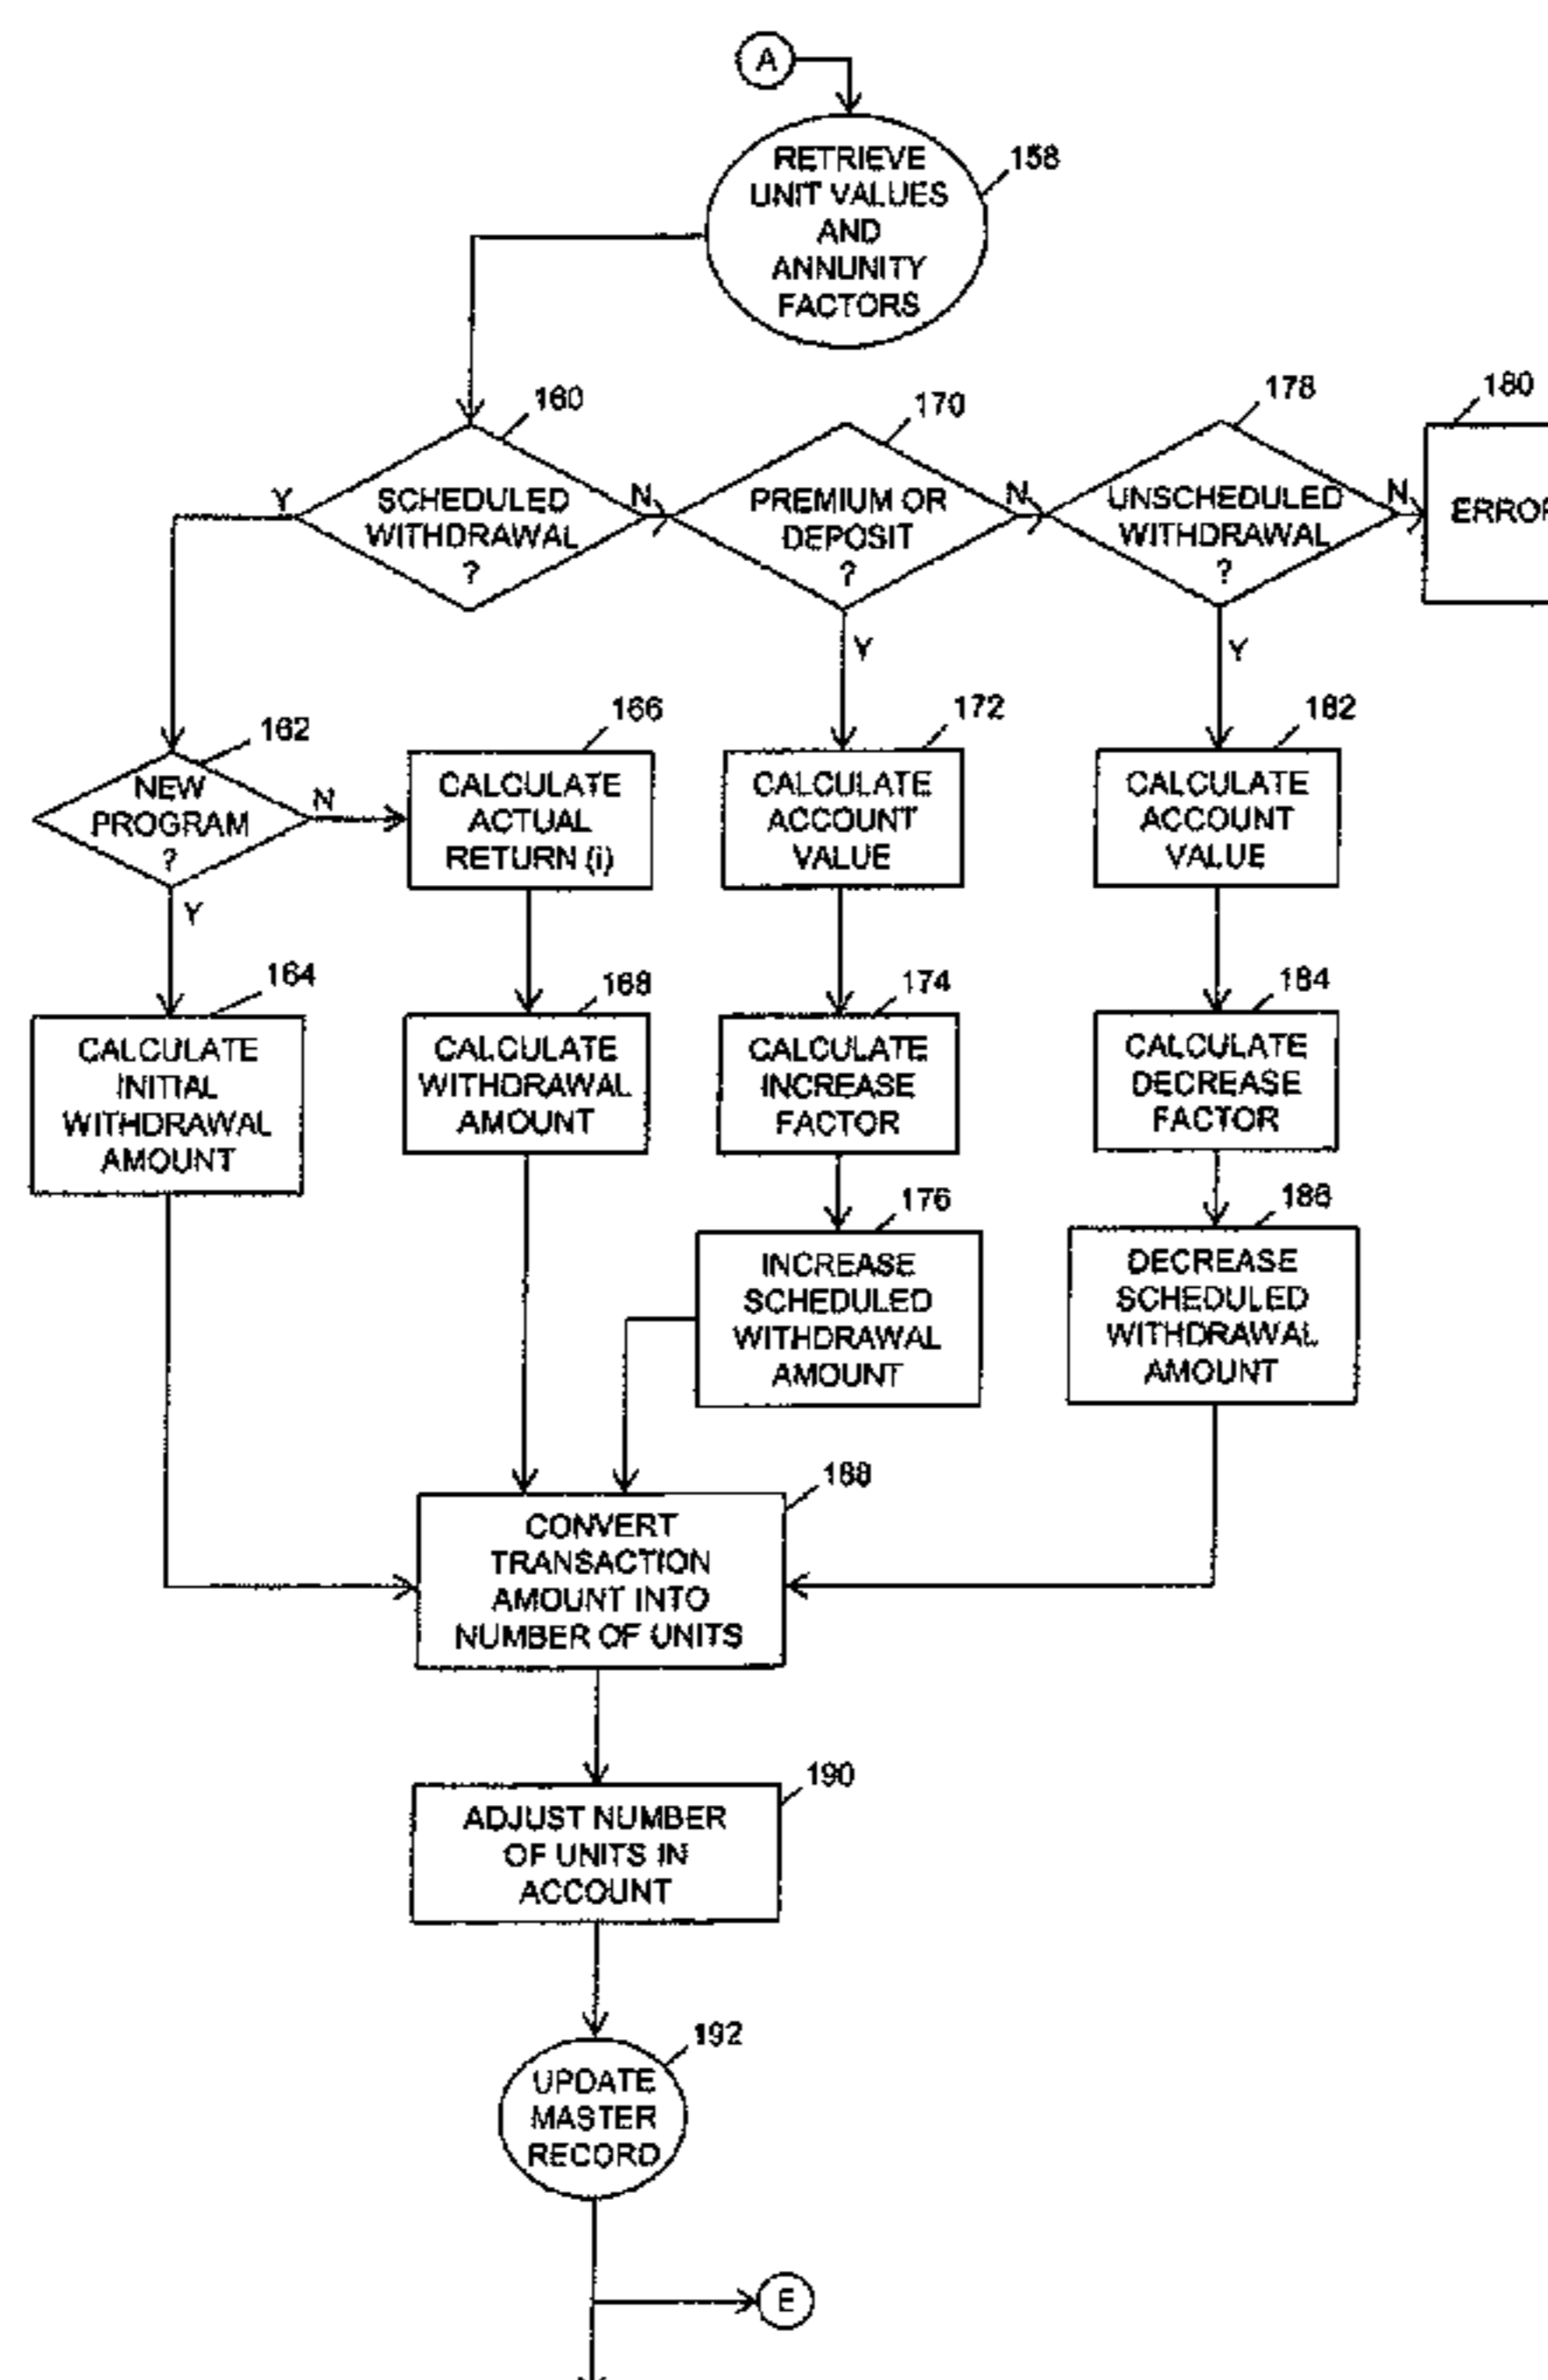 A
RETRIEVE
UNIT VALUES
AND
ANNUNITY
FACTORS
158
160
SCHEDULED
WITHDRAWAL
?
Y
N
170
PREMIUM OR
DEPOSIT
?
N
Y
178
UNSCHEDULED
WITHDRAWAL
?
N
Y
180
162
NEW
PROGRAM
?
N
Y
166
CALCULATE
ACTUAL
RETURN (i)
172
CALCULATE
ACCOUNT
VALUE
182
CALCULATE
ACCOUNT
VALUE
164
CALCULATE
INITIAL
WITHDRAWAL
AMOUNT
168
CALCULATE
WITHDRAWAL
AMOUNT
174
CALCULATE
INCREASE
FACTOR
184
CALCULATE
DECREASE
FACTOR
176
INCREASE
SCHEDULED
WITHDRAWAL
AMOUNT
186
DECREASE
SCHEDULED
WITHDRAWAL
AMOUNT
188
CONVERT
TRANSACTION
AMOUNT INTO
NUMBER OF UNITS
190
ADJUST NUMBER
OF UNITS IN
ACCOUNT
192
UPDATE
MASTER
RECORD
E